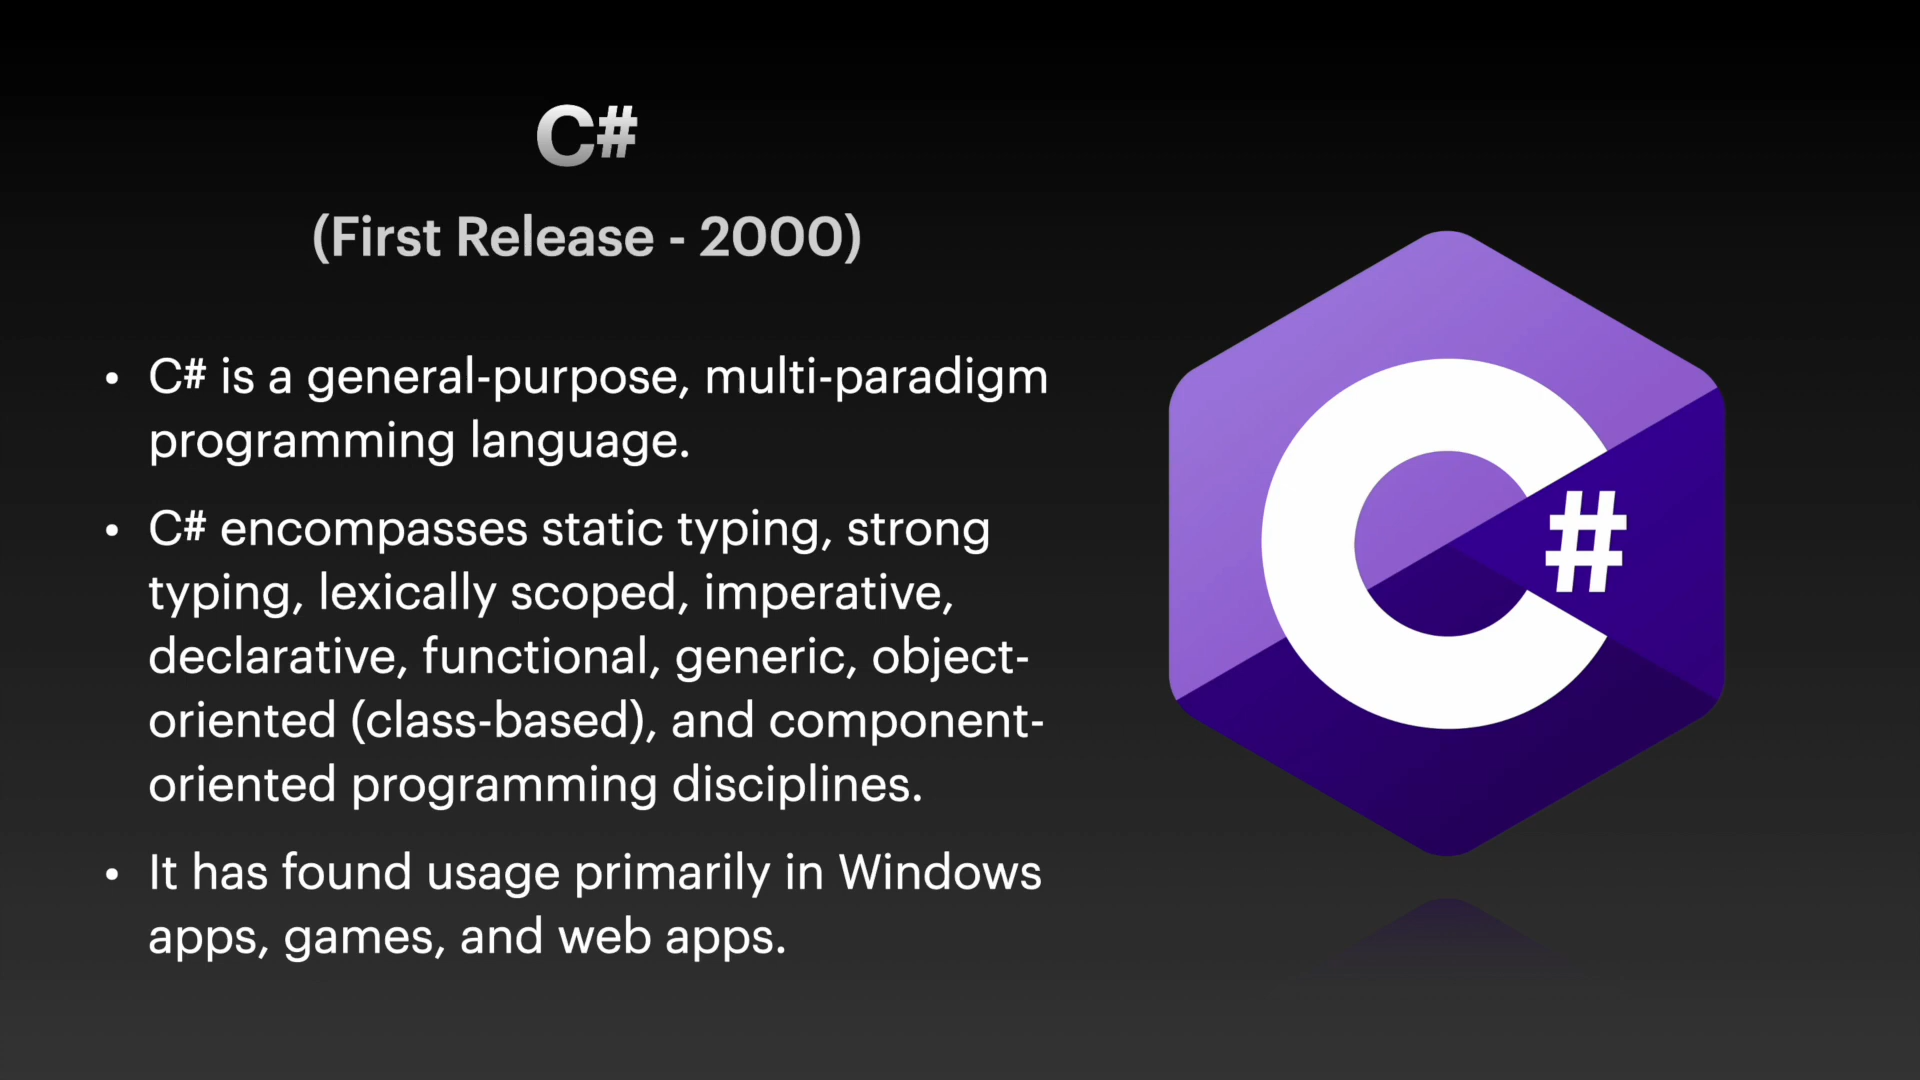 C#
(First Release - 2000)
• C# is a general-purpose, multi-paradigm
programming language.
• C# encompasses static typing, strong
typing, lexically scoped, imperative,
declarative, functional, generic, object-
oriented (class-based), and component-
oriented programming disciplines.
• It has found usage primarily in Windows
apps, games, and web apps.
C#